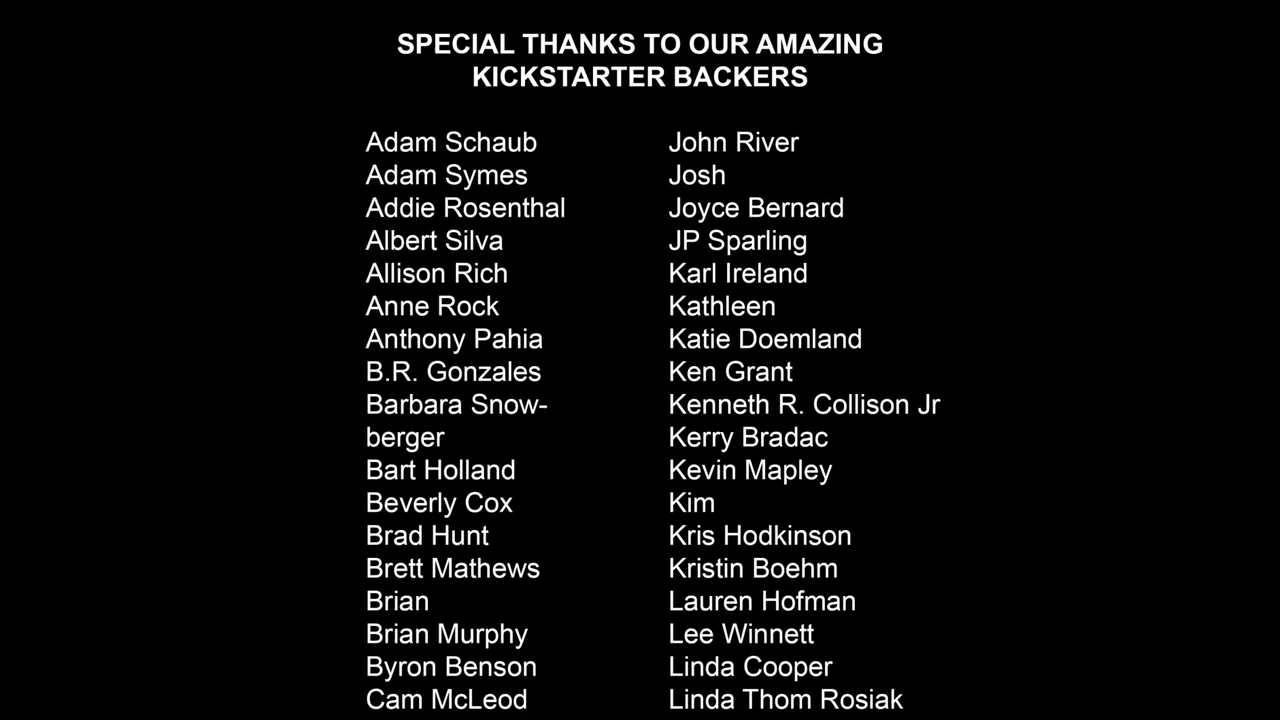 SPECIAL THANKS TO OUR AMAZING
KICKSTARTER BACKERS
Adam Schaub
Adam Symes
Addie Rosenthal
Albert Silva
Allison Rich
Anne Rock
Anthony Pahia
B.R. Gonzales
Barbara Snow-
berger
Bart Holland
Beverly Cox
Brad Hunt
Brett Mathews
Brian
Brian Murphy
Byron Benson
Cam McLeod
John River
Josh
Joyce Bernard
JP Sparling
Karl Ireland
Kathleen
Katie Doemland
Ken Grant
Kenneth R. Collison Jr
Kerry Bradac
Kevin Mapley
Kim
Kris Hodkinson
Kristin Boehm
Lauren Hofman
Lee Winnett
Linda Cooper
Linda Thom Rosiak